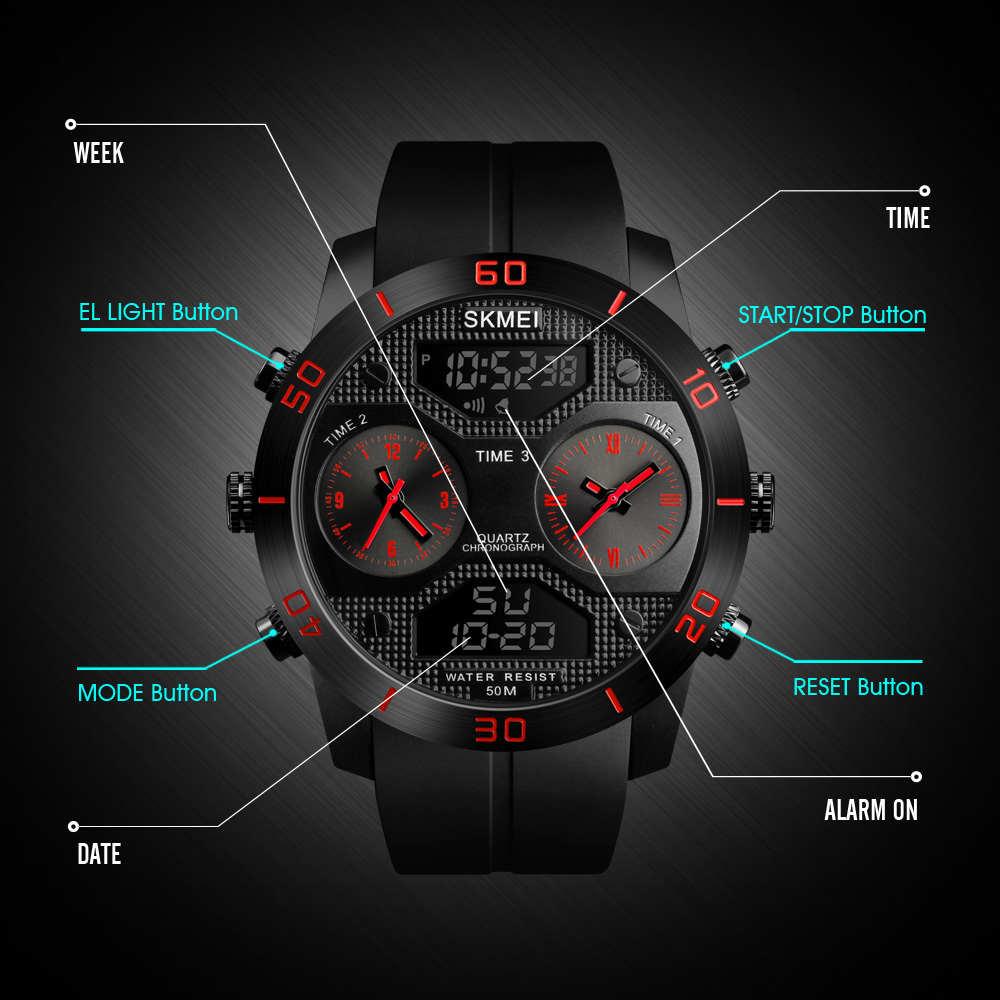 WEEK
TIME
EL LIGHT Button
START/STOP Button
60
SKMEI
P 10:52 38
50
10
TIME 2
TIME 1
TIME 3
12
3
6
9
XII
III
VI
IX
QUARTZ
CHRONOGRAPH
SU
10-20
40
20
WATER RESIST
50M
30
MODE Button
RESET Button
ALARM ON
DATE